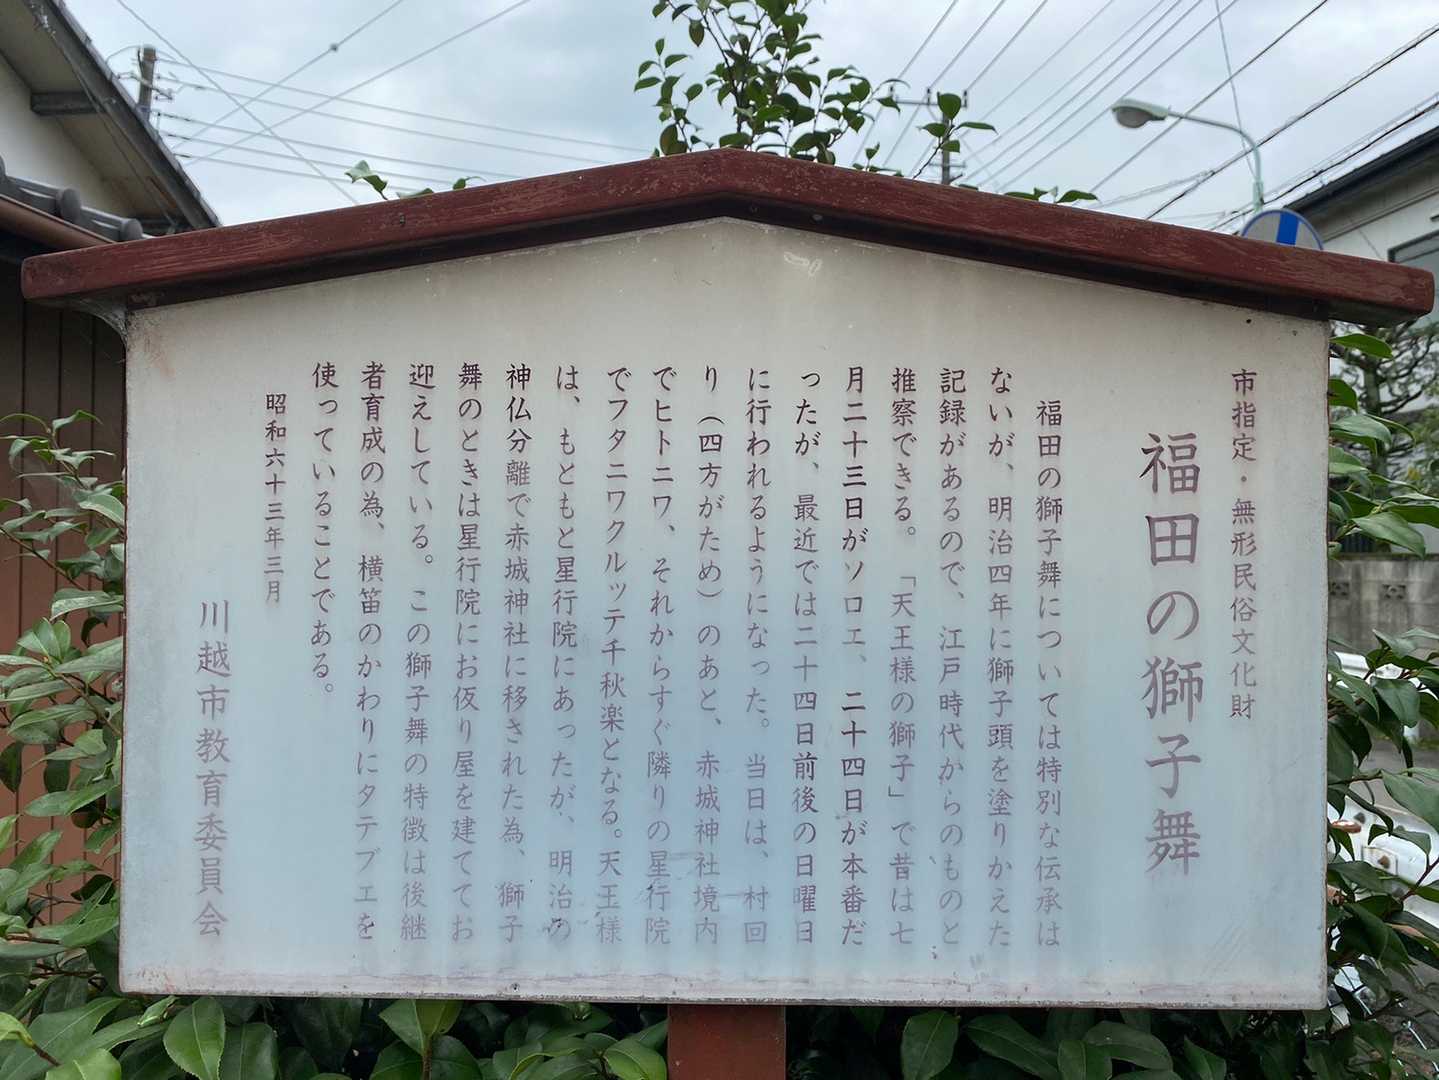 市指定・無形民俗文化財
福田の獅子舞
福田の獅子舞については特別な伝承は
ないが、明治四年に獅子頭を塗りかえた
記録があるので、江戸時代からのものと
推察できる。「天王様の獅子」で昔は七
月二十三日がソロエ、二十四日が本番だ
ったが、最近では二十四日前後の日曜日
に行われるようになった。当日は、村回
り（四方がため）のあと、赤城神社境内
でヒトニワ、それからすぐ隣りの星行院
でフタニワクルッテ千秋楽となる。天王様
は、もともと星行院にあったが、明治の
神仏分離で赤城神社に移された為、獅子
舞のときは星行院にお仮り屋を建ててお
迎えしている。この獅子舞の特徴は後継
者育成の為、横笛のかわりにタテブエを
使っていることである。
昭和六十三年三月
川越市教育委員会